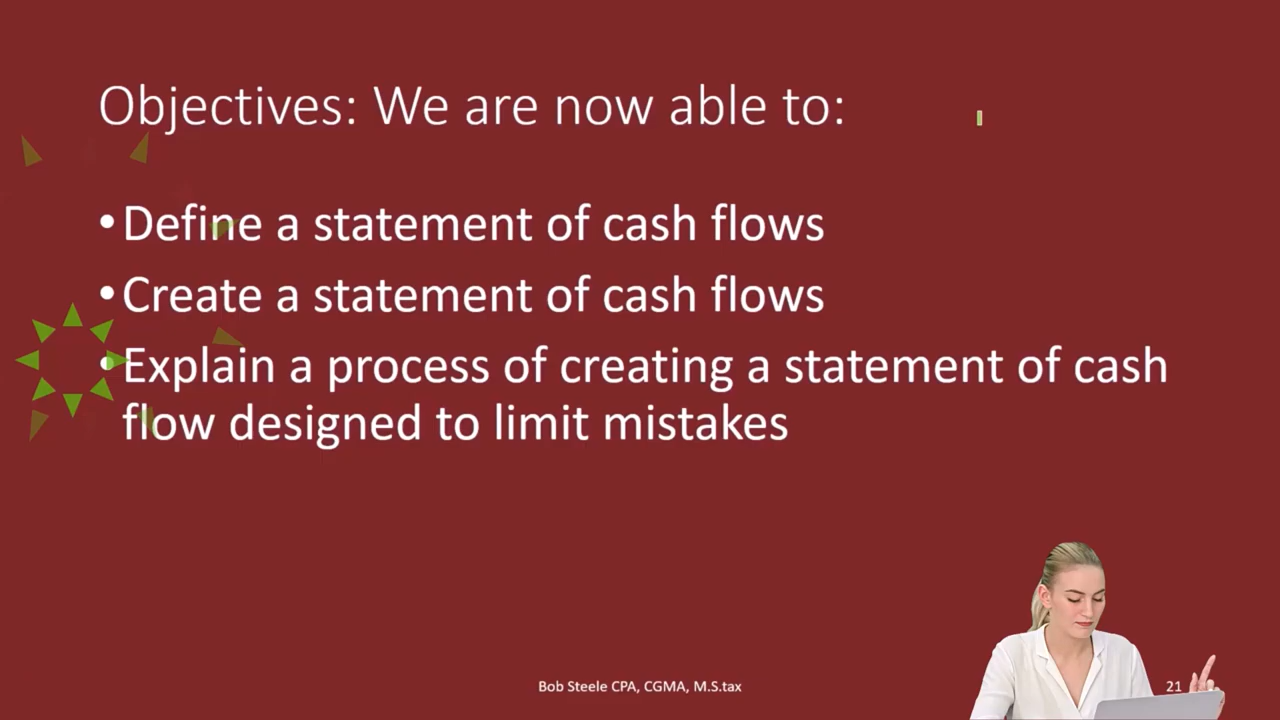 Objectives: We are now able to:
•Define a statement of cash flows
•Create a statement of cash flows
•Explain a process of creating a statement of cash
flow designed to limit mistakes
Bob Steele CPA, CGMA, M.S.tax
21